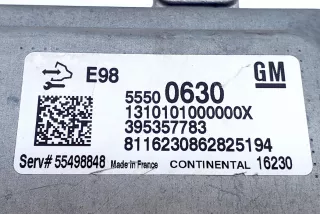 E98
GM
5550 0630
1310101000000X
395357783
8116230862825194
Serv# 55498848 Made in France CONTINENTAL 16230